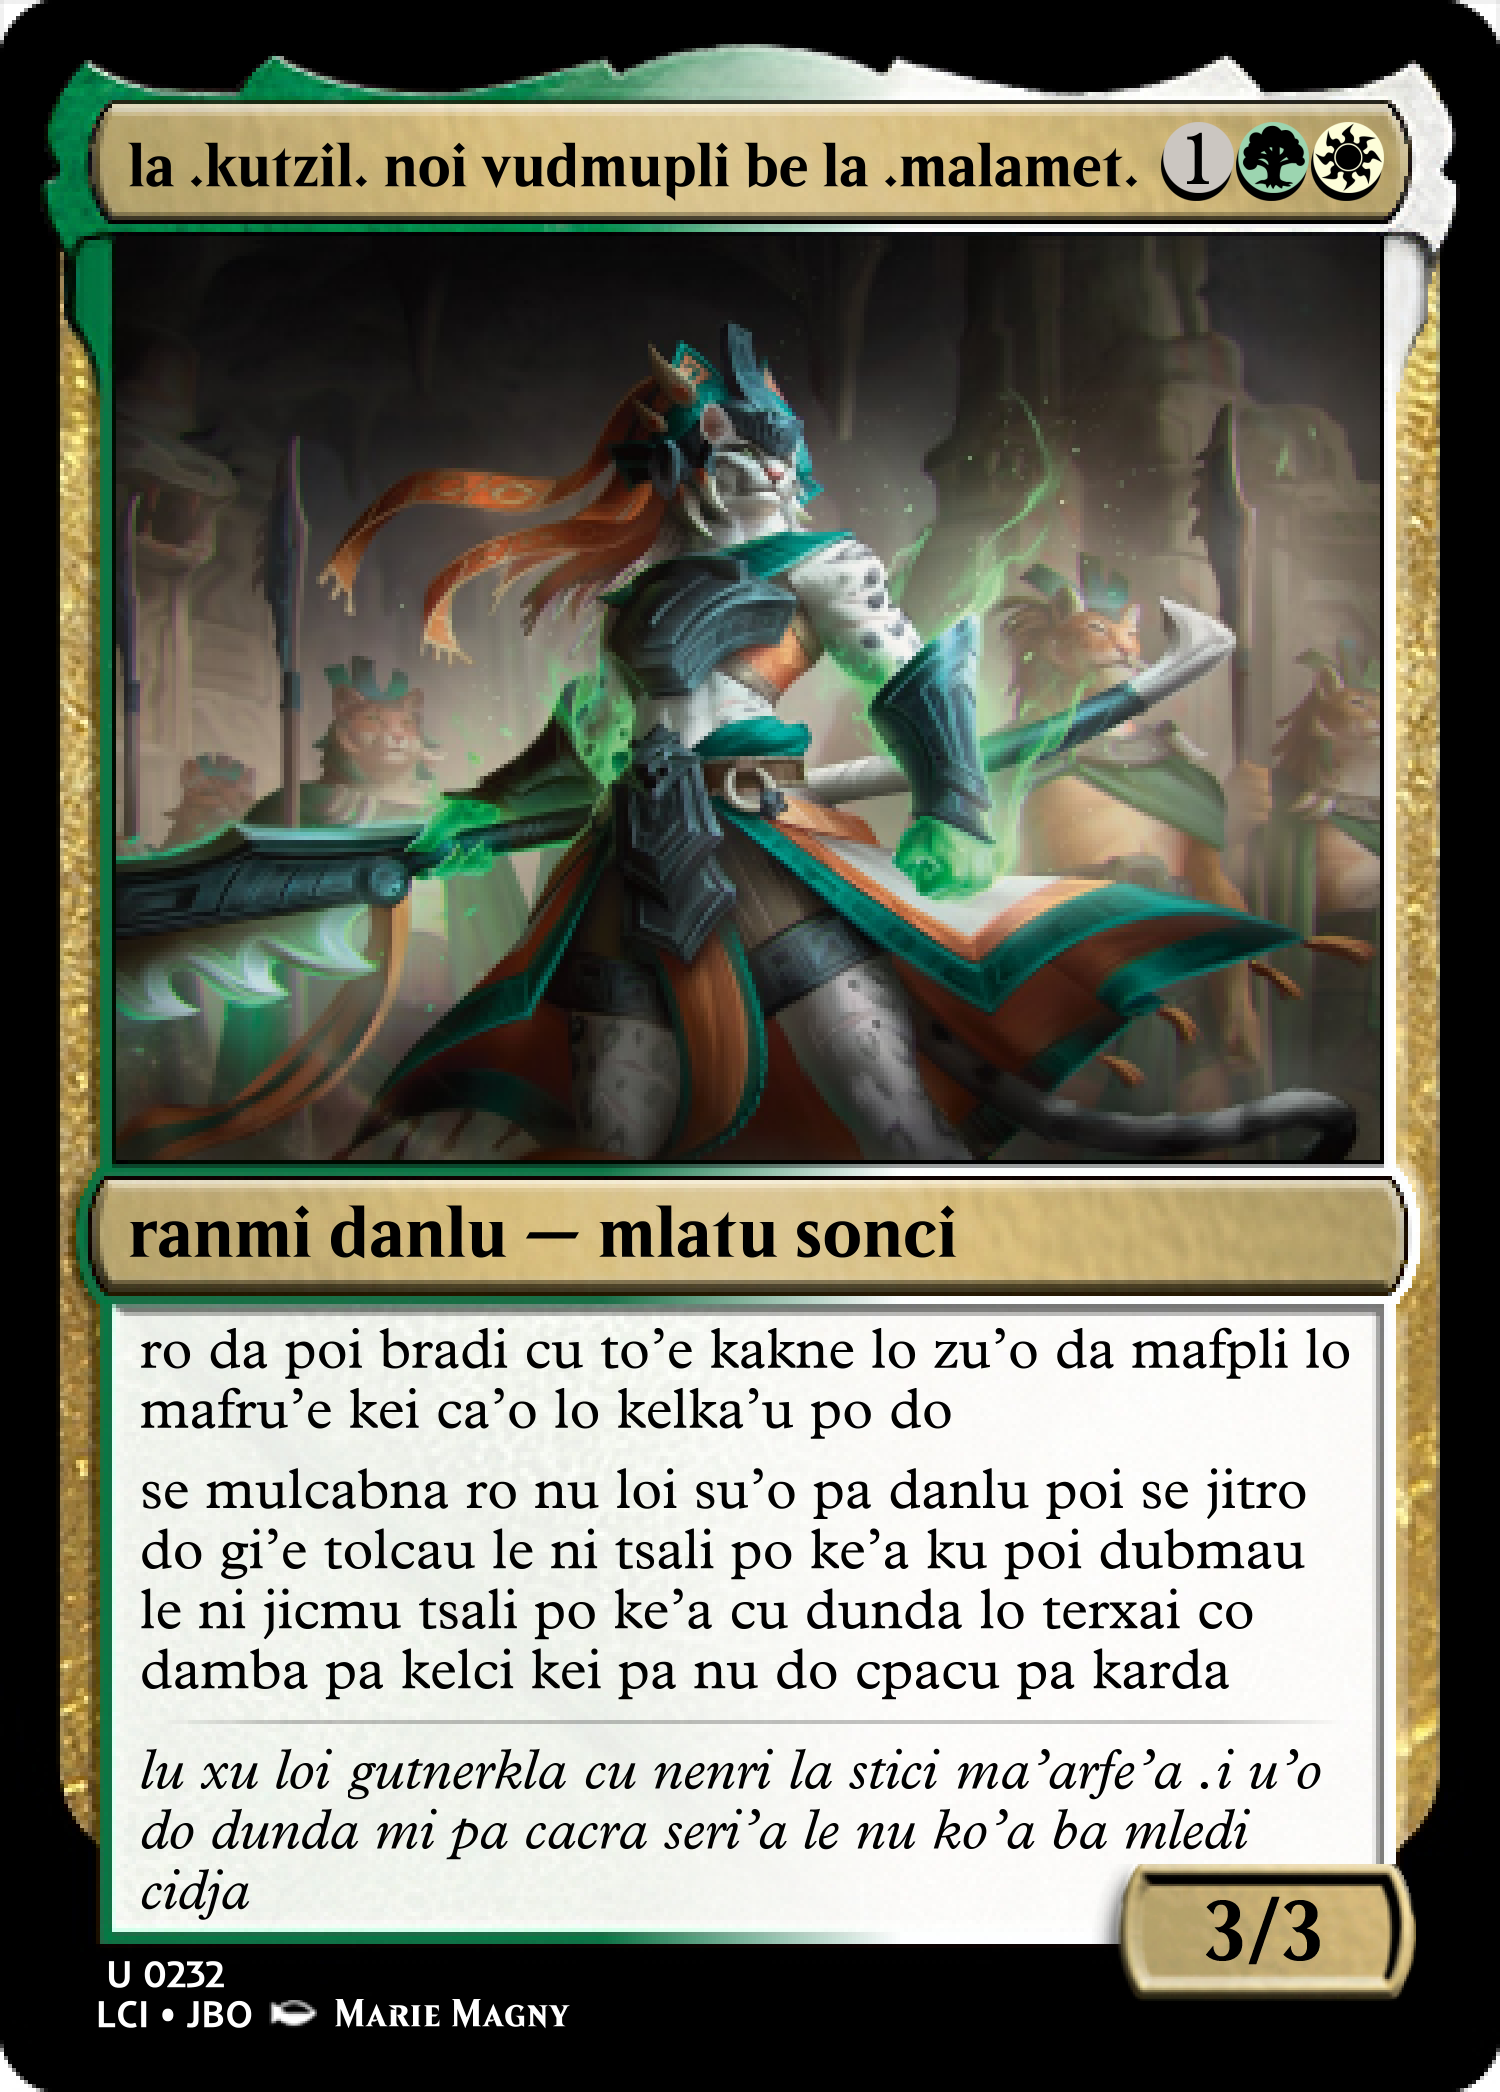 la .kutzil. noi vudmupli be la .malamet. 1
ranmi danlu — mlatu sonci
ro da poi bradi cu to’e kakne lo zu’o da mafpli lo
mafru’e kei ca’o lo kelka’u po do
se mulcabna ro nu loi su’o pa danlu poi se jitro
do gi’e tolcau le ni tsali po ke’a ku poi dubmau
le ni jicmu tsali po ke’a cu dunda lo terxai co
damba pa kelci kei pa nu do cpacu pa karda
lu xu loi gutnerkla cu nenri la stici ma’arfe’a .i u’o
do dunda mi pa cacra seri’a le nu ko’a ba mledi
cidja
3/3
U 0232
LCI • JBO Marie Magny